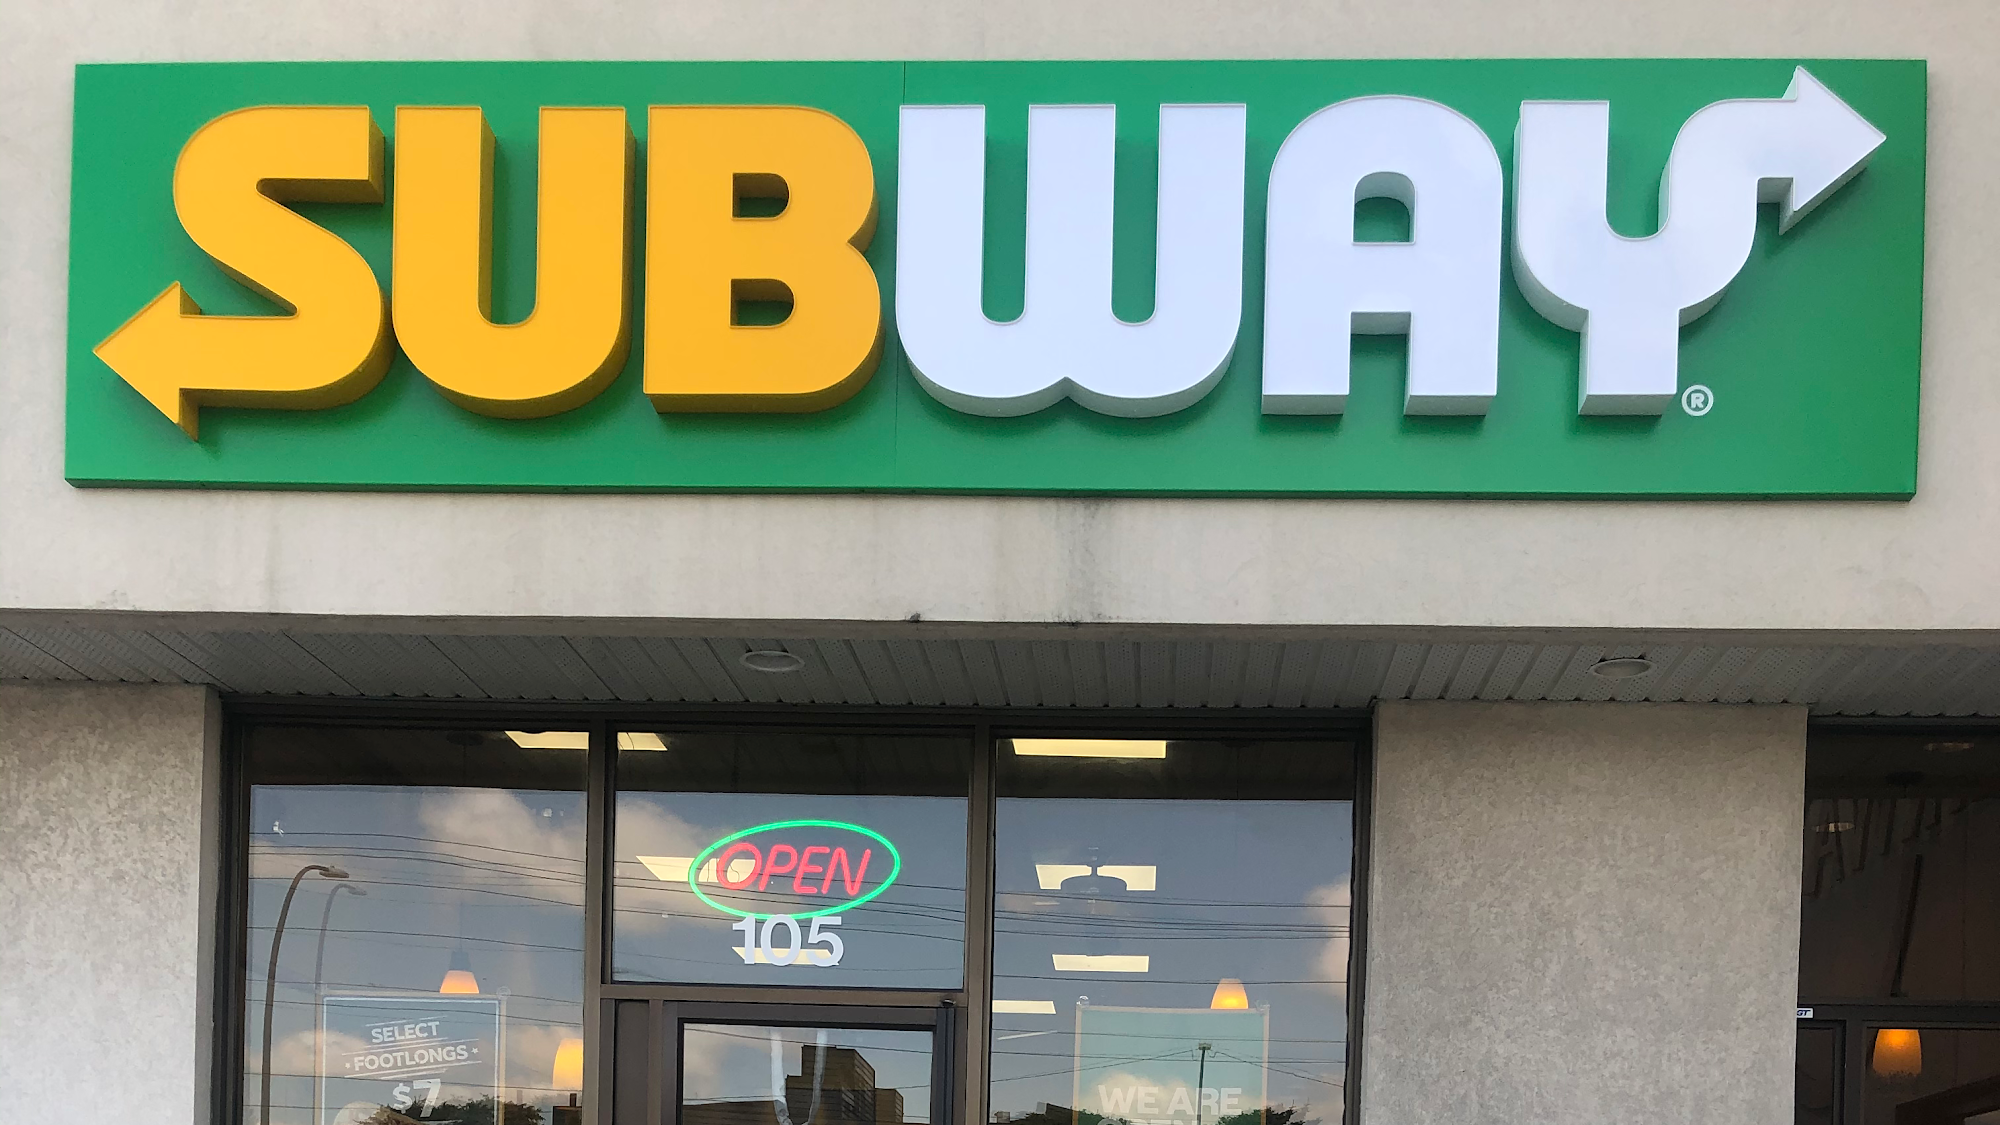 SUBWAY®
OPEN
105
SELECT
FOOTLONGS
$7
WE ARE